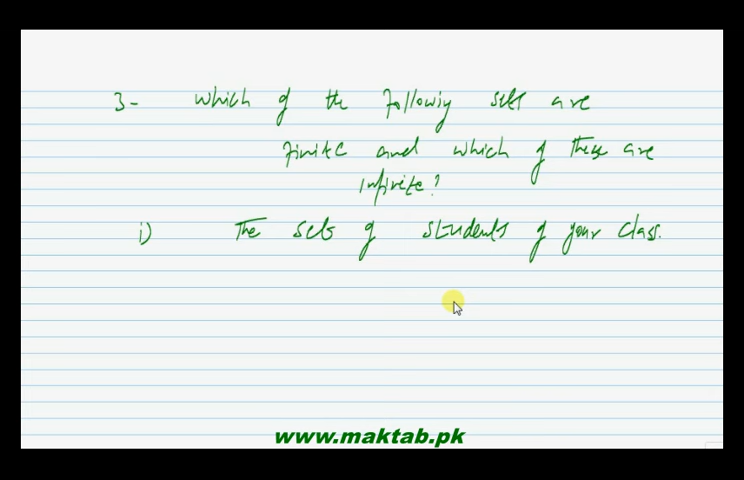 3- which of the following sets are
finite and which of these are
infinite?
i) The sets of students of your class.
www.maktab.pk